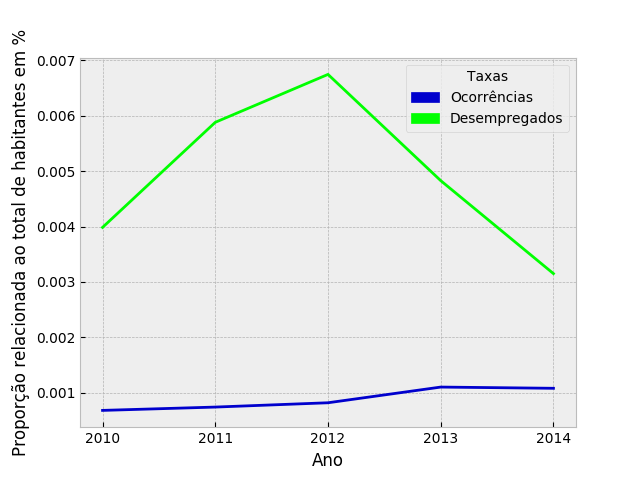 Proporção relacionada ao total de habitantes em %
0.007
0.006
0.005
0.004
0.003
0.002
0.001
Taxas
Ocorrências
Desempregados
2010 2011 2012 2013 2014
Ano